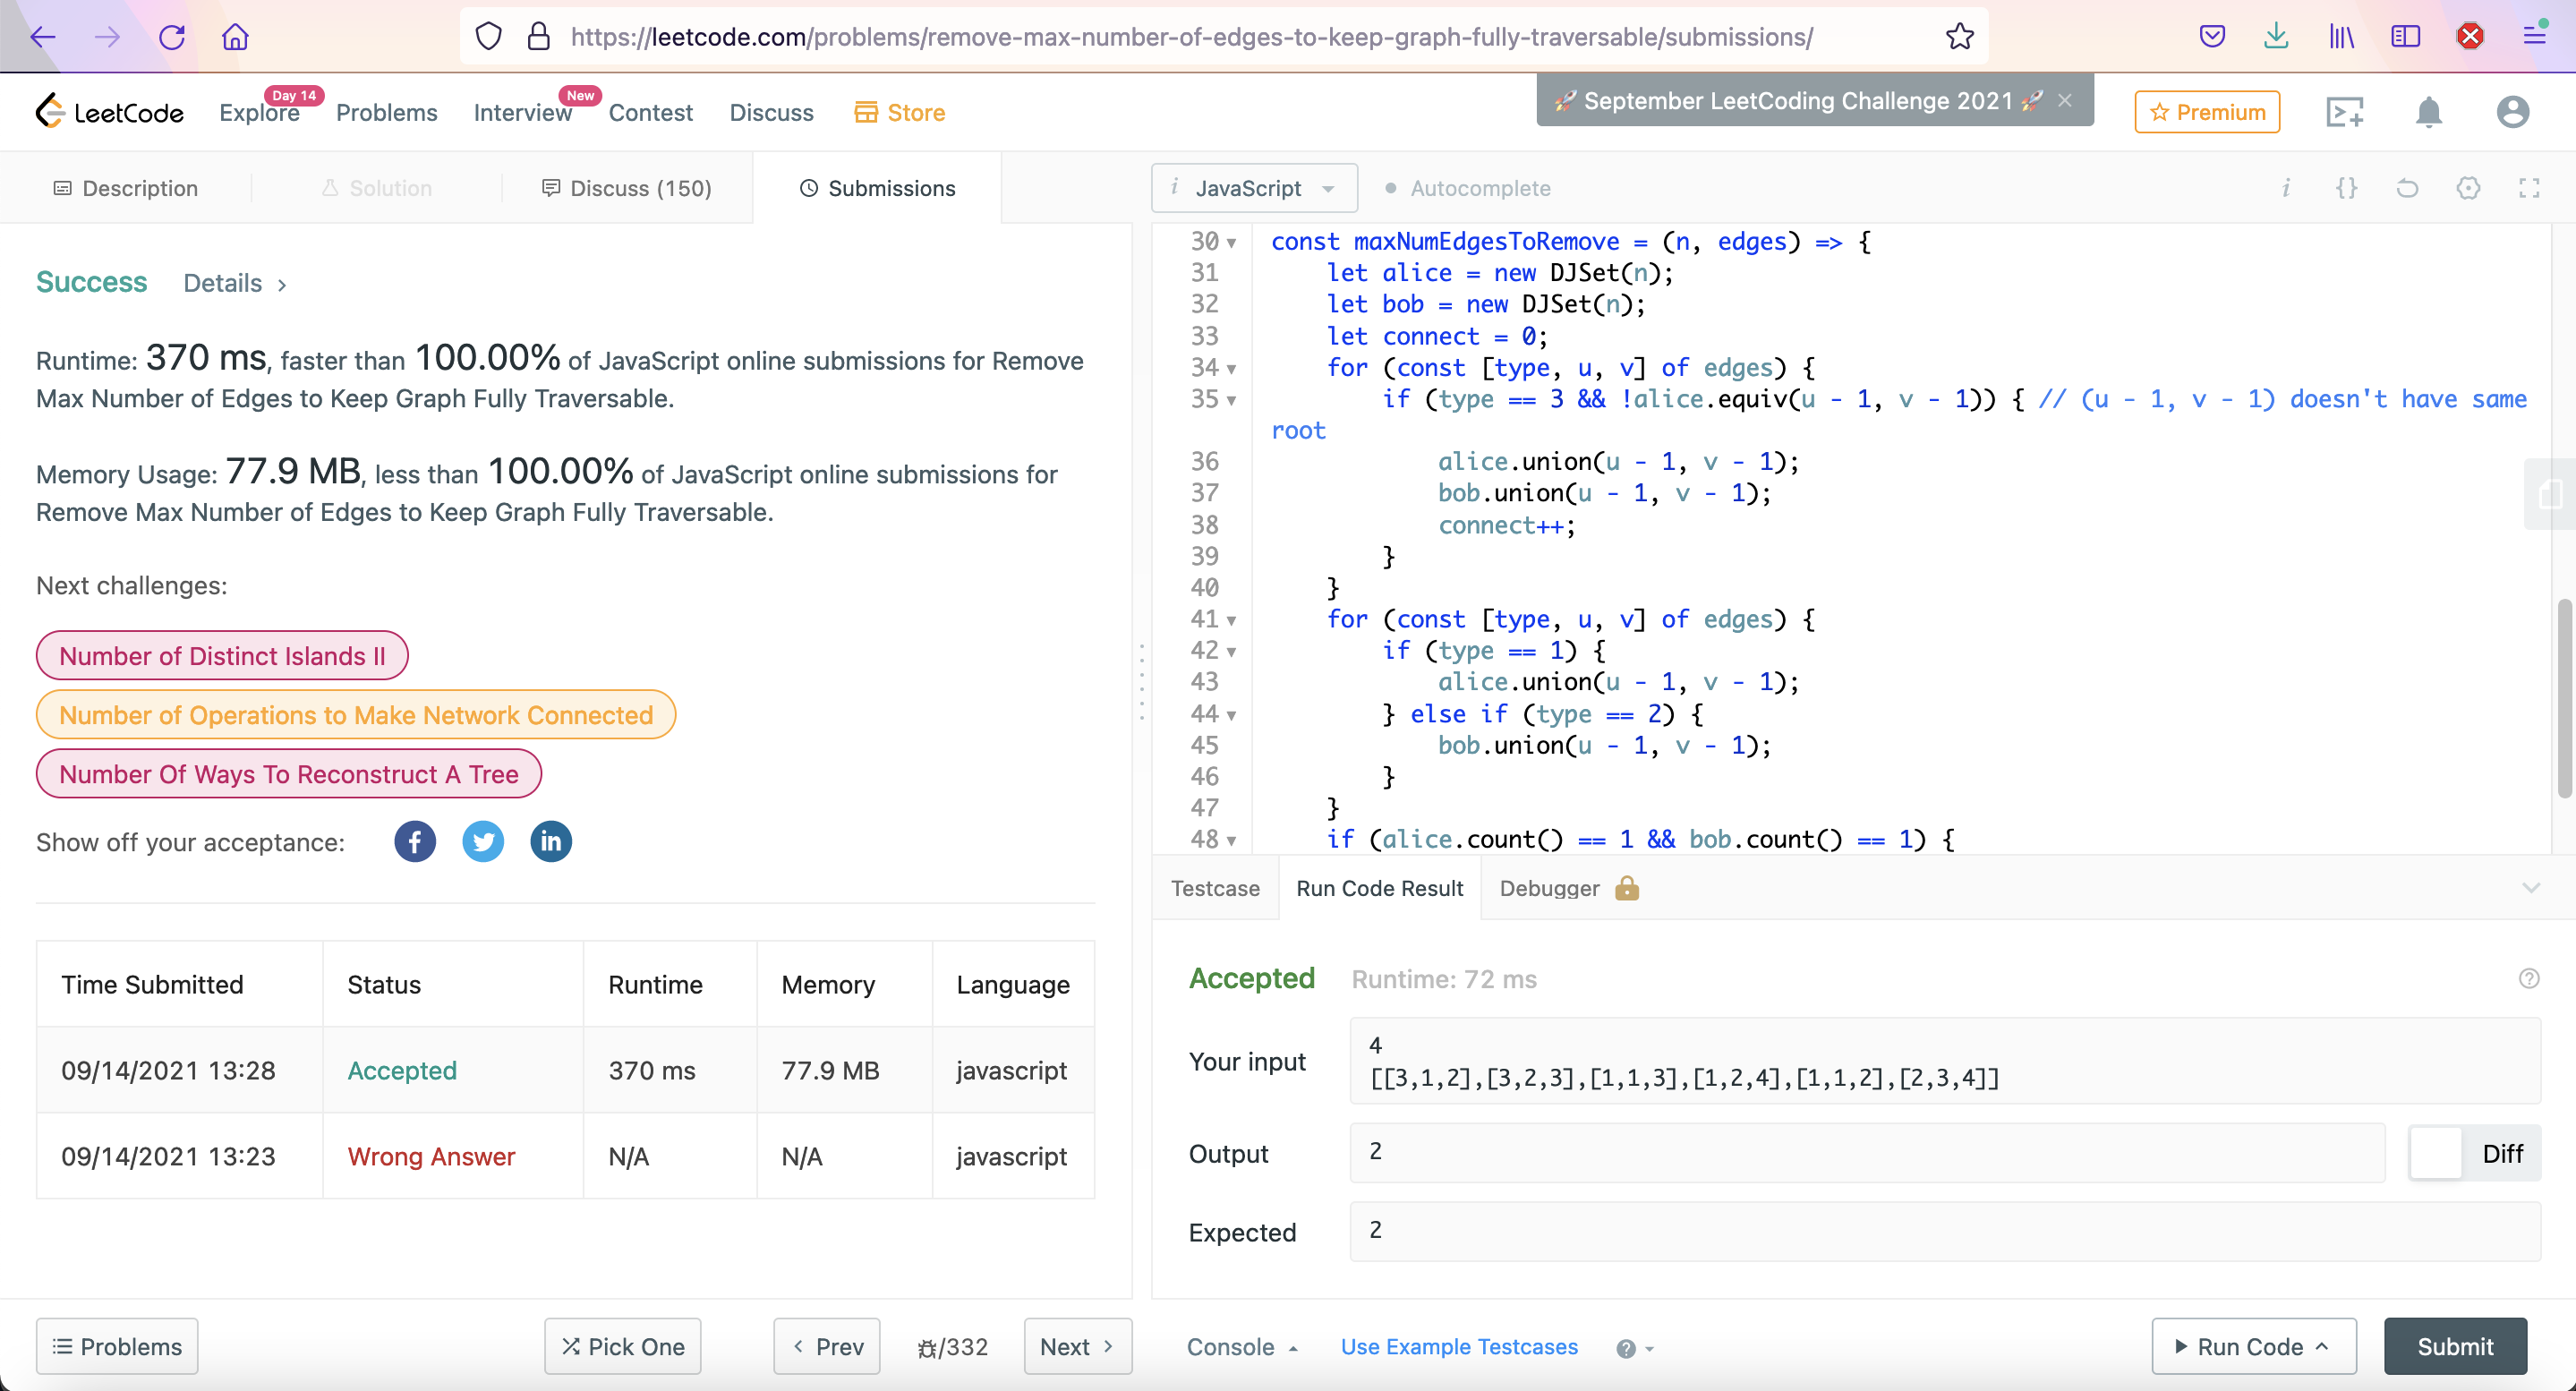 https://leetcode.com/problems/remove-max-number-of-edges-to-keep-graph-fully-traversable/submissions/
LeetCode
Explore Day 14
Problems
Interview New
Contest
Discuss
Store
🚀 September LeetCoding Challenge 2021 🚀 ×
Premium
Description
Solution
Discuss (150)
Submissions
i JavaScript
Autocomplete
i {}
Success Details >
Runtime: 370 ms, faster than 100.00% of JavaScript online submissions for Remove
Max Number of Edges to Keep Graph Fully Traversable.
Memory Usage: 77.9 MB, less than 100.00% of JavaScript online submissions for
Remove Max Number of Edges to Keep Graph Fully Traversable.
Next challenges:
Number of Distinct Islands II
Number of Operations to Make Network Connected
Number Of Ways To Reconstruct A Tree
Show off your acceptance:
Time Submitted Status Runtime Memory Language
09/14/2021 13:28 Accepted 370 ms 77.9 MB javascript
09/14/2021 13:23 Wrong Answer N/A N/A javascript
30 const maxNumEdgesToRemove = (n, edges) => {
31 let alice = new DJSet(n);
32 let bob = new DJSet(n);
33 let connect = 0;
34 for (const [type, u, v] of edges) {
35 if (type == 3 && !alice.equiv(u - 1, v - 1)) { // (u - 1, v - 1) doesn't have same
root
36 alice.union(u - 1, v - 1);
37 bob.union(u - 1, v - 1);
38 connect++;
39 }
40 }
41 for (const [type, u, v] of edges) {
42 if (type == 1) {
43 alice.union(u - 1, v - 1);
44 } else if (type == 2) {
45 bob.union(u - 1, v - 1);
46 }
47 }
48 if (alice.count() == 1 && bob.count() == 1) {
Testcase
Run Code Result
Debugger
Accepted Runtime: 72 ms
Your input
4
[[3,1,2],[3,2,3],[1,1,3],[1,2,4],[1,1,2],[2,3,4]]
Output
2
Diff
Expected
2
Problems
Pick One
< Prev
/332
Next >
Console
Use Example Testcases
Run Code
Submit